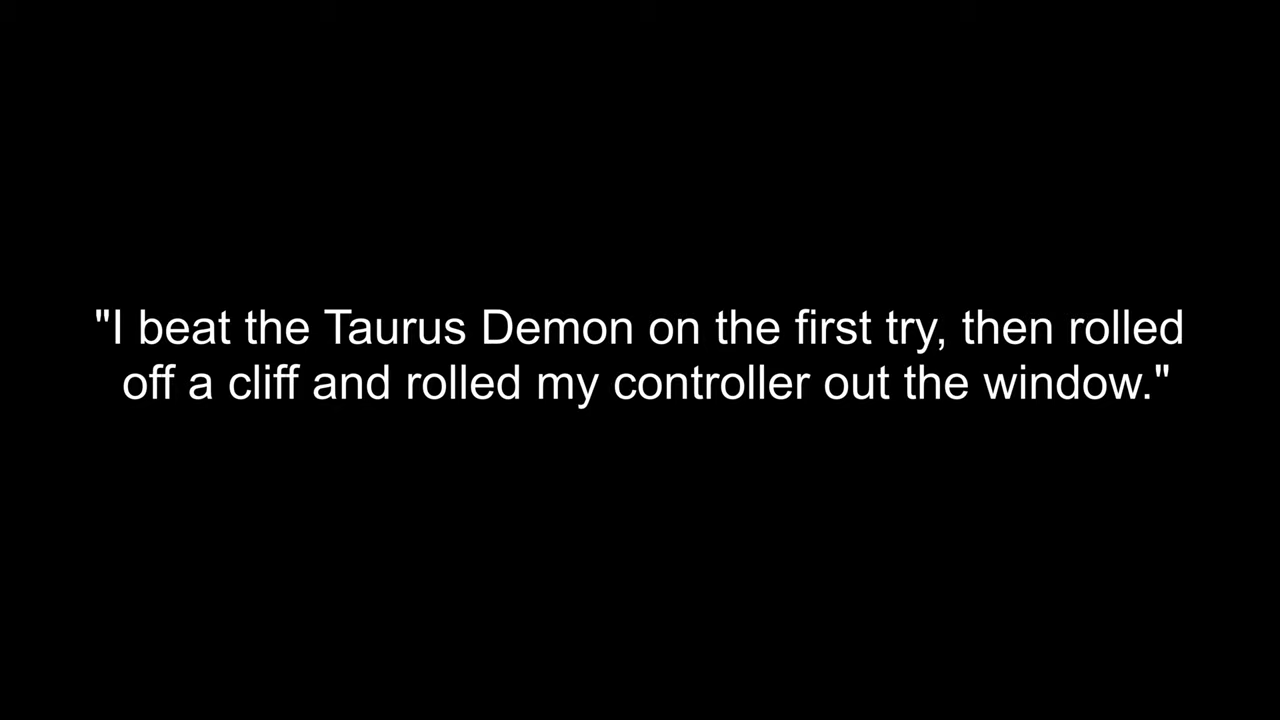 "I beat the Taurus Demon on the first try, then rolled
off a cliff and rolled my controller out the window."